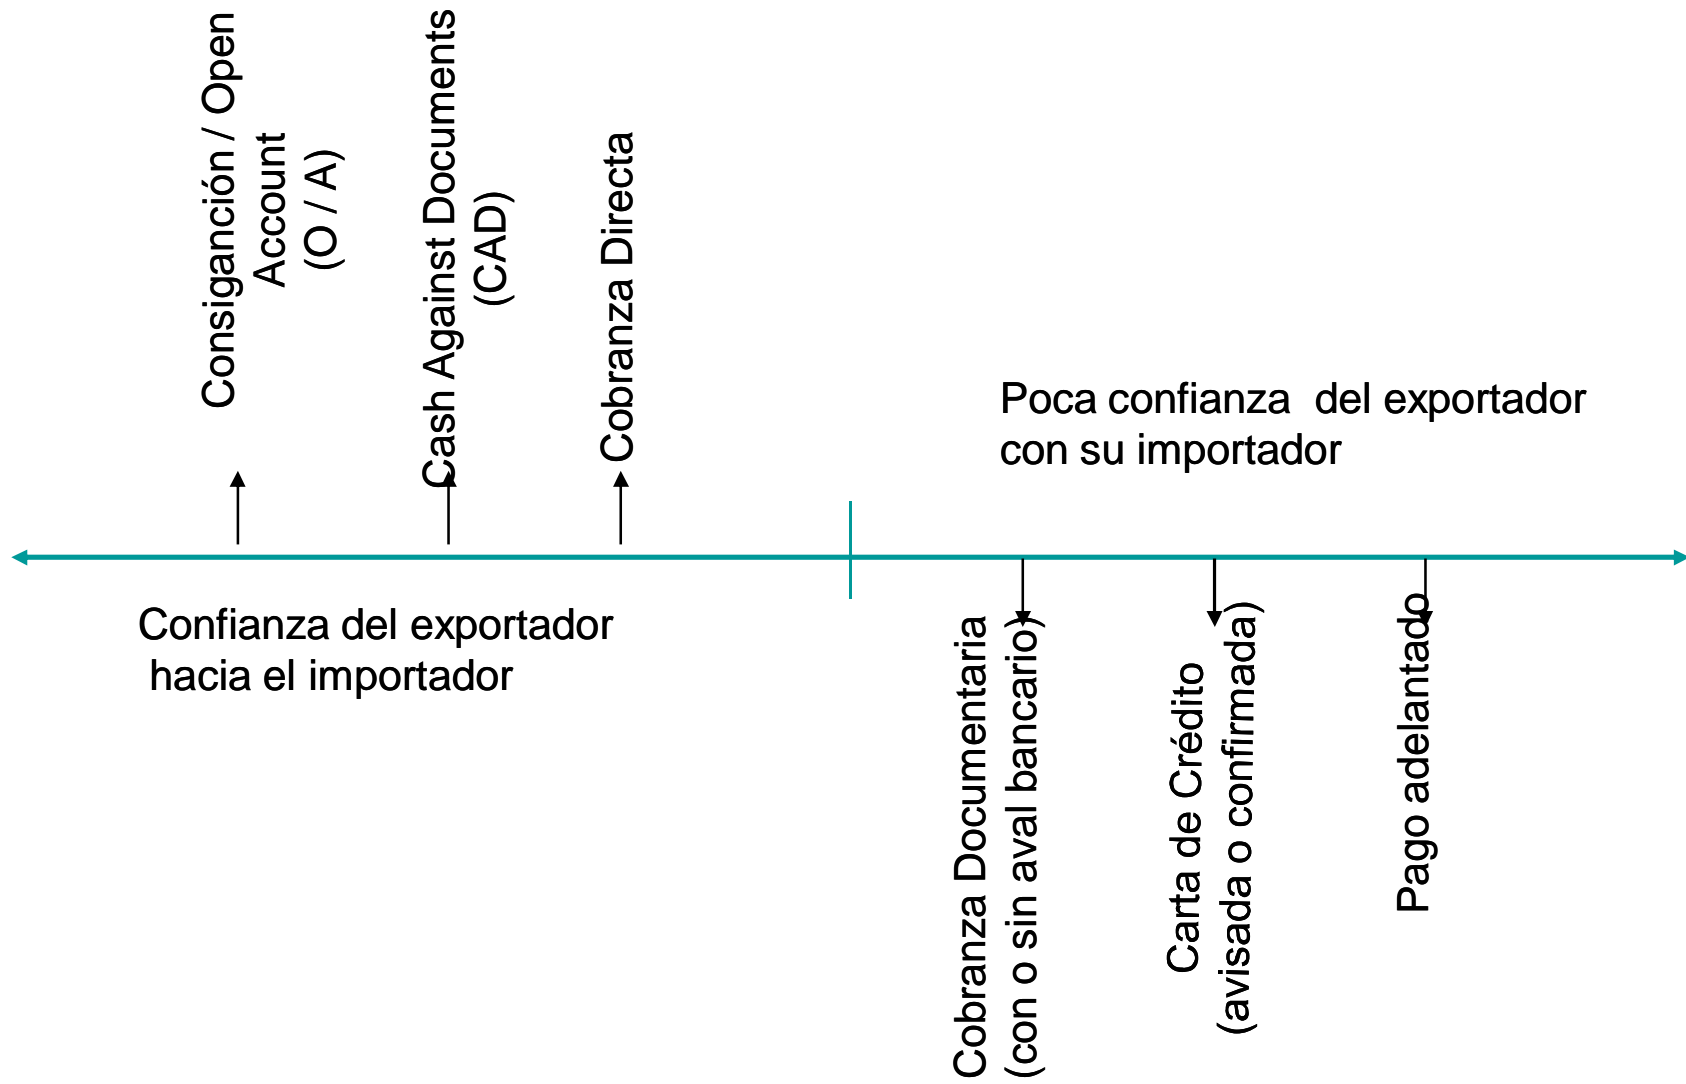 Consiganción / Open
Account
(O / A)
Cash Against Documents
(CAD)
Cobranza Directa
Poca confianza  del exportador
con su importador
Confianza del exportador
hacia el importador
Cobranza Documentaria
(con o sin aval bancario)
Carta de Crédito
(avisada o confirmada)
Pago adelantado